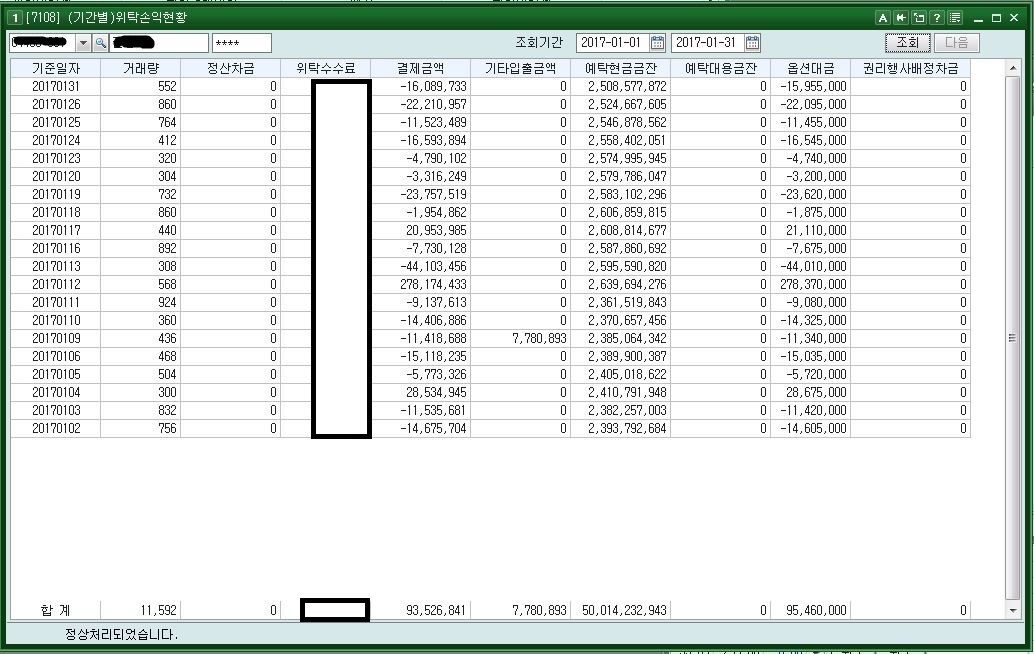 1 [7108] (기간별)위탁손익현황 A ?
**** 조회기간 2017-01-01 2017-01-31 조회 다음
기준일자 거래량 정산차금 위탁수수료 결제금액 기타입출금액 예탁현금금잔 예탁대용금잔 옵션대금 권리행사배정차금
20170131 552 0 -16,089,733 0 2,508,577,872 0 -15,955,000 0
20170126 860 0 -22,210,957 0 2,524,667,605 0 -22,095,000 0
20170125 764 0 -11,523,489 0 2,546,878,562 0 -11,455,000 0
20170124 412 0 -16,593,894 0 2,558,402,051 0 -16,545,000 0
20170123 320 0 -4,790,102 0 2,574,995,945 0 -4,740,000 0
20170120 304 0 -3,316,249 0 2,579,786,047 0 -3,200,000 0
20170119 732 0 -23,757,519 0 2,583,102,296 0 -23,620,000 0
20170118 860 0 -1,954,862 0 2,606,859,815 0 -1,875,000 0
20170117 440 0 20,953,985 0 2,608,814,677 0 21,110,000 0
20170116 892 0 -7,730,128 0 2,587,860,692 0 -7,675,000 0
20170113 308 0 -44,103,456 0 2,595,590,820 0 -44,010,000 0
20170112 568 0 278,174,433 0 2,639,694,276 0 278,370,000 0
20170111 924 0 -9,137,613 0 2,361,519,843 0 -9,080,000 0
20170110 360 0 -14,406,886 0 2,370,657,456 0 -14,325,000 0
20170109 436 0 -11,418,688 7,780,893 2,385,064,342 0 -11,340,000 0
20170106 468 0 -15,118,235 0 2,389,900,387 0 -15,035,000 0
20170105 504 0 -5,773,326 0 2,405,018,622 0 -5,720,000 0
20170104 300 0 28,534,945 0 2,410,791,948 0 28,675,000 0
20170103 832 0 -11,535,681 0 2,382,257,003 0 -11,420,000 0
20170102 756 0 -14,675,704 0 2,393,792,684 0 -14,605,000 0
합 계 11,592 0 93,526,841 7,780,893 50,014,232,943 0 95,460,000 0
정상처리되었습니다.